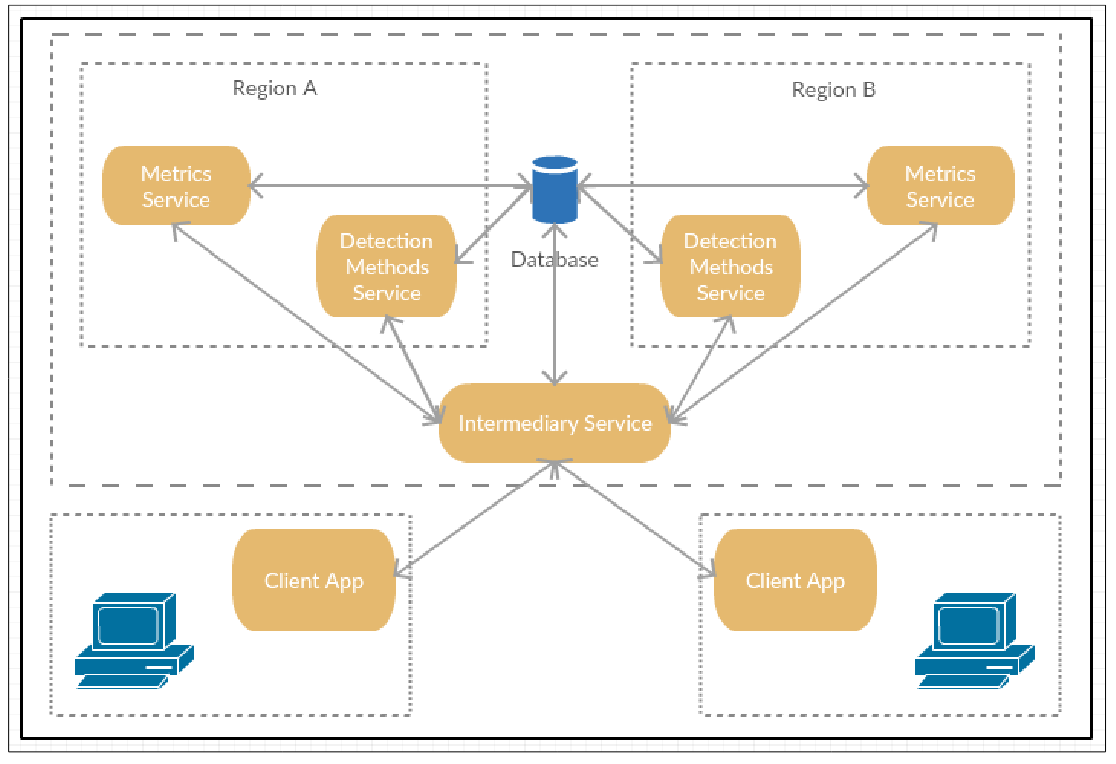 Region A
Region B
Metrics
Service
Metrics
Service
Detection
Methods
Service
Database
Detection
Methods
Service
Intermediary Service
Client App
Client App